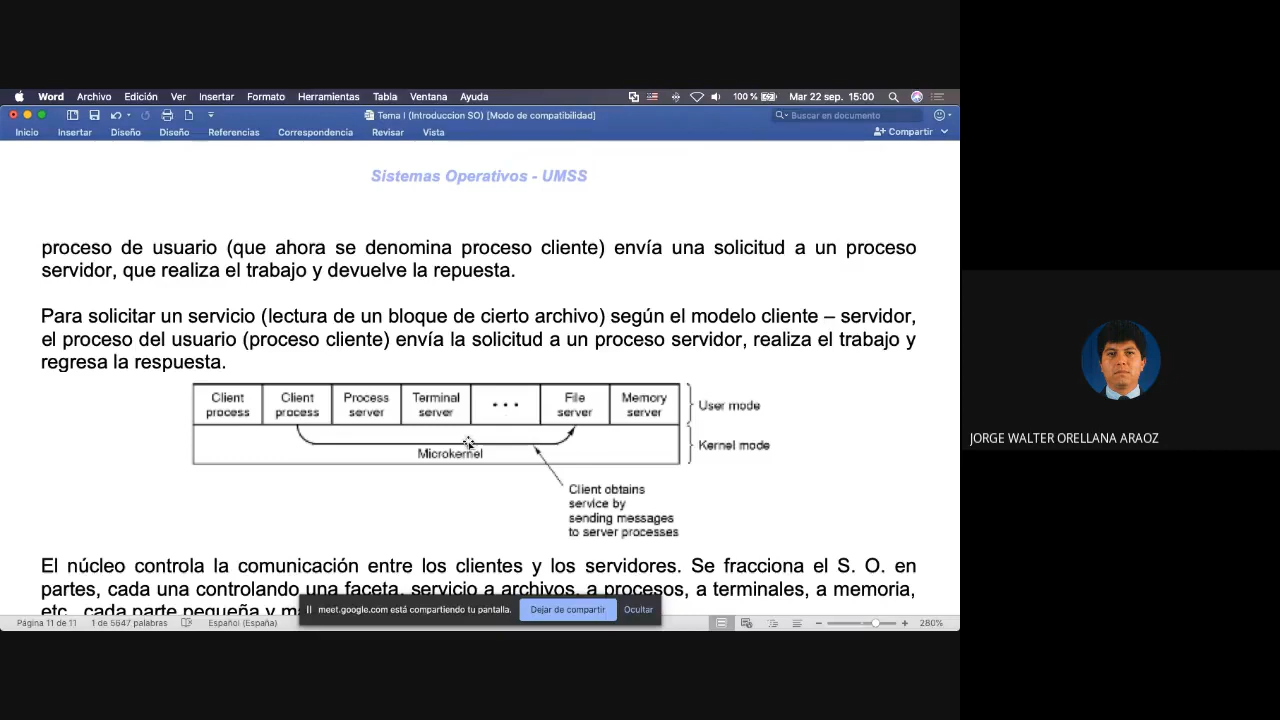 Word Archivo Edición Ver Insertar Formato Herramientas Tabla Ventana Ayuda 100 % Mar 22 sep. 15:00
Tema I (Introduccion SO) [Modo de compatibilidad] Buscar en documento
Inicio Insertar Diseño Diseño Referencias Correspondencia Revisar Vista Compartir
Sistemas Operativos - UMSS
proceso de usuario (que ahora se denomina proceso cliente) envía una solicitud a un proceso
servidor, que realiza el trabajo y devuelve la repuesta.
Para solicitar un servicio (lectura de un bloque de cierto archivo) según el modelo cliente – servidor,
el proceso del usuario (proceso cliente) envía la solicitud a un proceso servidor, realiza el trabajo y
regresa la respuesta.
Client process Client process Process server Terminal server • • • File server Memory server User mode
Microkernel Kernel mode
Client obtains
service by
sending messages
to server processes
El núcleo controla la comunicación entre los clientes y los servidores. Se fracciona el S. O. en
partes, cada una controlando una faceta, servicio a archivos, a procesos, a terminales, a memoria,
etc., cada parte pequeña y
meet.google.com está compartiendo tu pantalla. Dejar de compartir Ocultar
Página 11 de 11 1 de 5647 palabras Español (España) 280%
JORGE WALTER ORELLANA ARAOZ